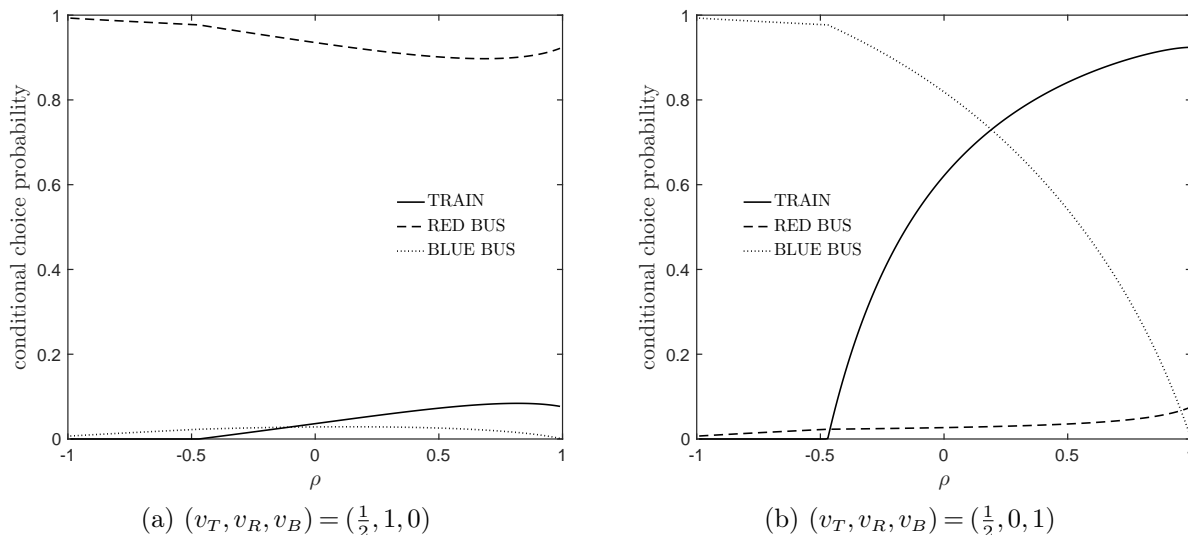 conditional choice probability
1
0.8
0.6
0.4
0.2
0
TRAIN
RED BUS
BLUE BUS
-1 -0.5 0 0.5 1
ρ
(a) (v_T, v_R, v_B) = (½, 1, 0)
conditional choice probability
1
0.8
0.6
0.4
0.2
0
TRAIN
RED BUS
BLUE BUS
-1 -0.5 0 0.5 1
ρ
(b) (v_T, v_R, v_B) = (½, 0, 1)